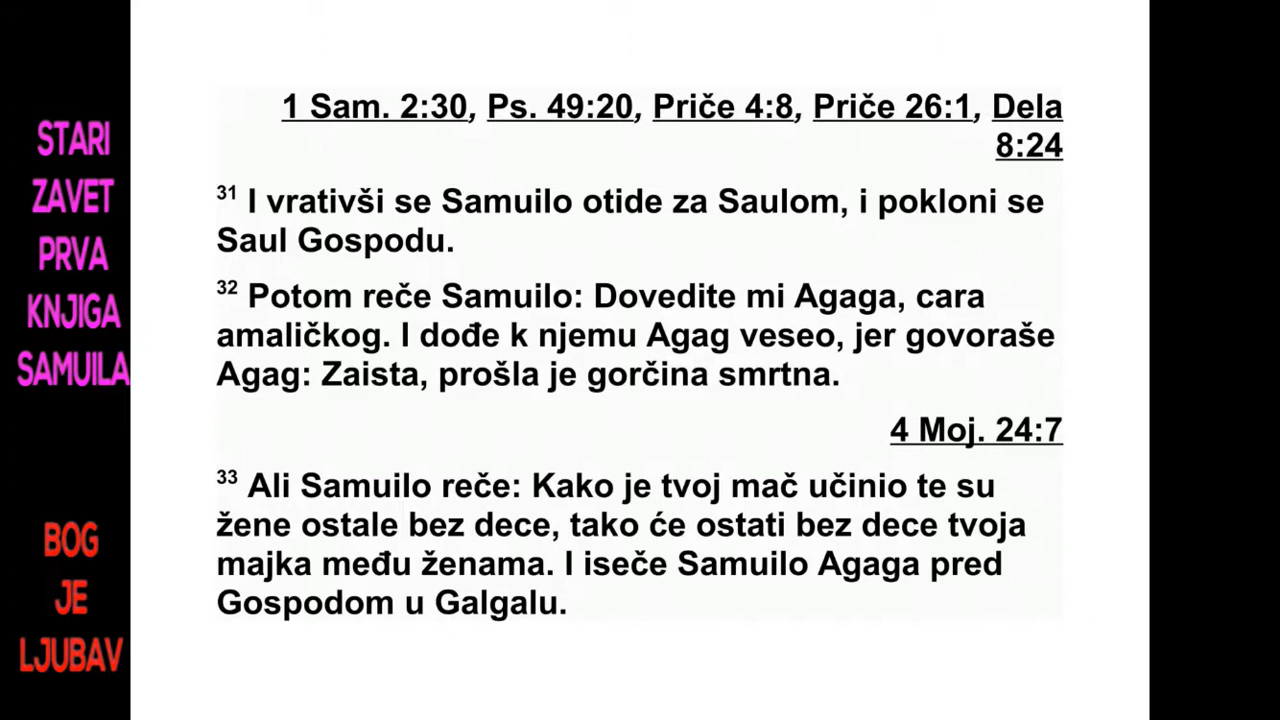 STARI
ZAVET
PRVA
KNJIGA
SAMUILA
BOG
JE
LJUBAV
1 Sam. 2:30, Ps. 49:20, Priče 4:8, Priče 26:1, Dela
8:24
31 I vrativši se Samuilo otide za Saulom, i pokloni se
Saul Gospodu.
32 Potom reče Samuilo: Dovedite mi Agaga, cara
amaličkog. I dođe k njemu Agag veseo, jer govoraše
Agag: Zaista, prošla je gorčina smrtna.
4 Moj. 24:7
33 Ali Samuilo reče: Kako je tvoj mač učinio te su
žene ostale bez dece, tako će ostati bez dece tvoja
majka među ženama. I iseče Samuilo Agaga pred
Gospodom u Galgalu.